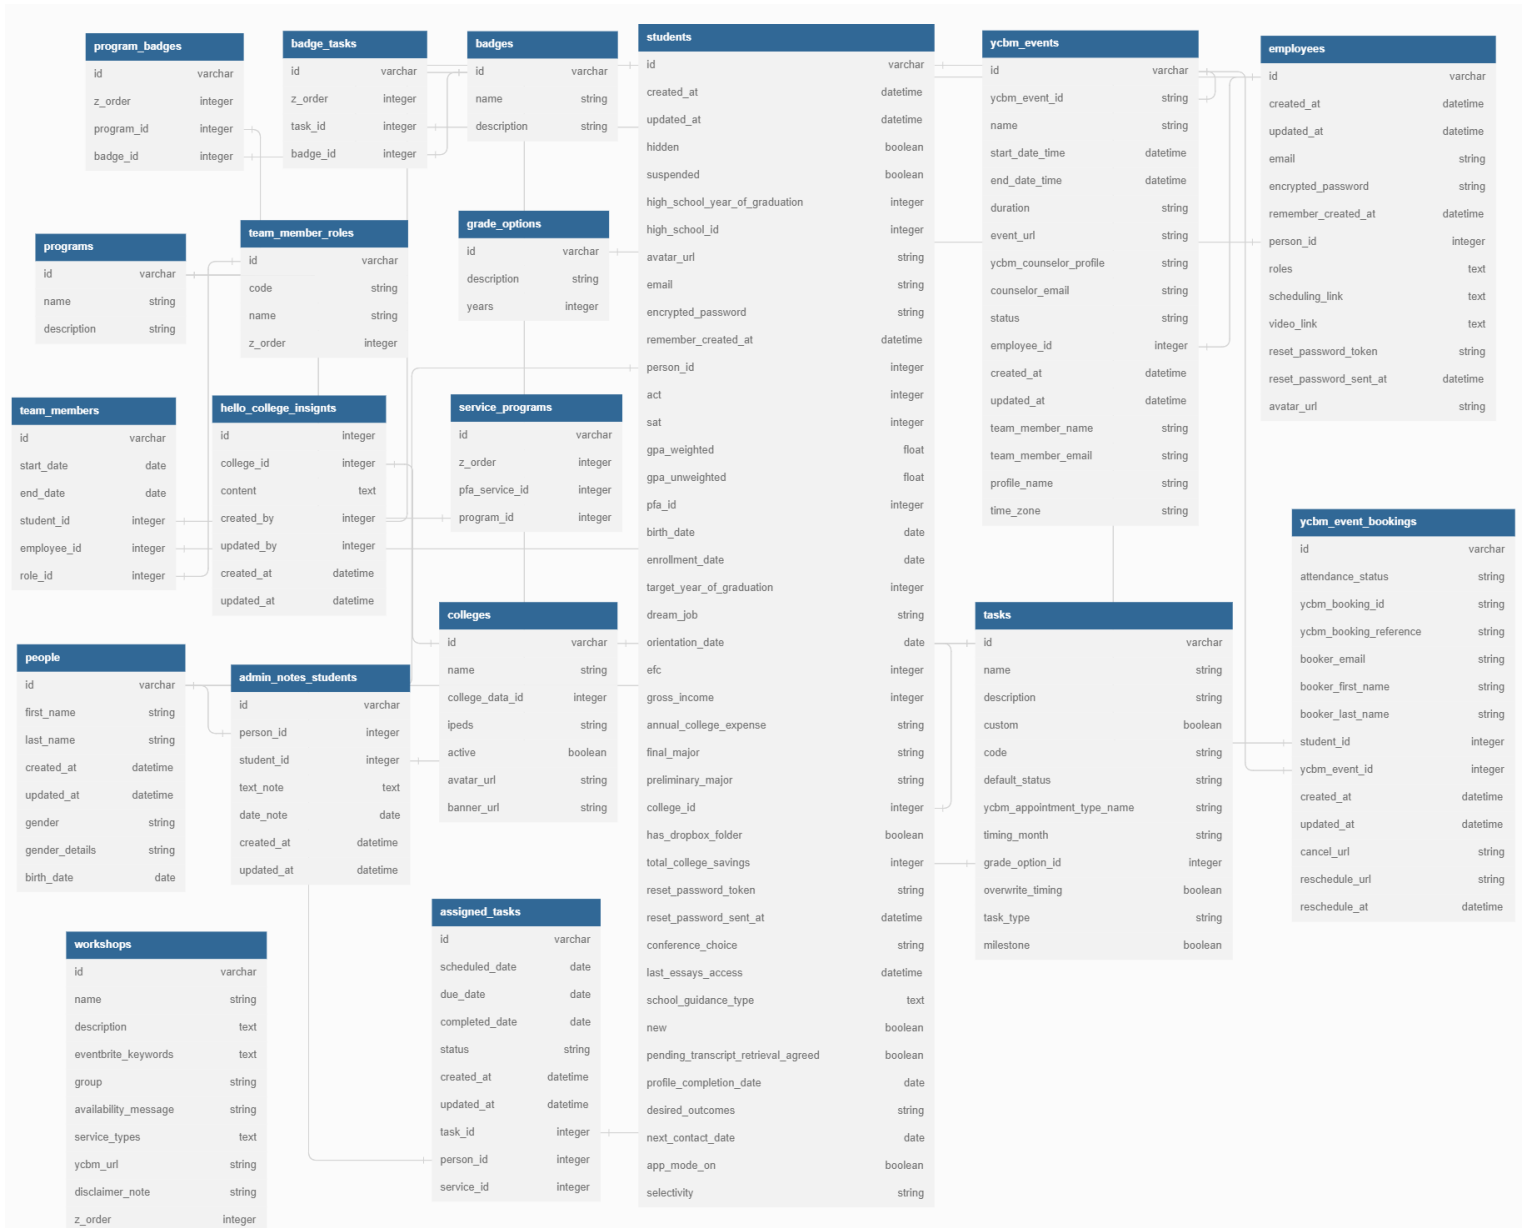 program_badges
id varchar
z_order integer
program_id integer
badge_id integer
badge_tasks
id varchar
z_order integer
task_id integer
badge_id integer
badges
id varchar
name string
description string
students
id varchar
created_at datetime
updated_at datetime
hidden boolean
suspended boolean
high_school_year_of_graduation integer
high_school_id integer
avatar_url string
email string
encrypted_password string
remember_created_at datetime
person_id integer
act integer
sat integer
gpa_weighted float
gpa_unweighted float
pfa_id integer
birth_date date
enrollment_date date
target_year_of_graduation integer
dream_job string
orientation_date date
efc integer
gross_income integer
annual_college_expense string
final_major string
preliminary_major string
college_id integer
has_dropbox_folder boolean
total_college_savings integer
reset_password_token string
reset_password_sent_at datetime
conference_choice string
last_essays_access datetime
school_guidance_type text
new boolean
pending_transcript_retrieval_agreed boolean
profile_completion_date date
desired_outcomes string
next_contact_date date
app_mode_on boolean
selectivity string
ycbm_events
id varchar
ycbm_event_id string
name string
start_date_time datetime
end_date_time datetime
duration string
event_url string
ycbm_counselor_profile string
counselor_email string
status string
employee_id integer
created_at datetime
updated_at datetime
team_member_name string
team_member_email string
profile_name string
time_zone string
employees
id varchar
created_at datetime
updated_at datetime
email string
encrypted_password string
remember_created_at datetime
person_id integer
roles text
scheduling_link text
video_link text
reset_password_token string
reset_password_sent_at datetime
avatar_url string
programs
id varchar
name string
description string
team_member_roles
id varchar
code string
name string
z_order integer
grade_options
id varchar
description string
years integer
team_members
id varchar
start_date date
end_date date
student_id integer
employee_id integer
role_id integer
hello_college_insignts
id integer
college_id integer
content text
created_by integer
updated_by integer
created_at datetime
updated_at datetime
service_programs
id varchar
z_order integer
pfa_service_id integer
program_id integer
ycbm_event_bookings
id varchar
attendance_status string
ycbm_booking_id string
ycbm_booking_reference string
booker_email string
booker_first_name string
booker_last_name string
student_id integer
ycbm_event_id integer
created_at datetime
updated_at datetime
cancel_url string
reschedule_url string
reschedule_at datetime
people
id varchar
first_name string
last_name string
created_at datetime
updated_at datetime
gender string
gender_details string
birth_date date
admin_notes_students
id varchar
person_id integer
student_id integer
text_note text
date_note date
created_at datetime
updated_at datetime
colleges
id varchar
name string
college_data_id integer
ipeds string
active boolean
avatar_url string
banner_url string
tasks
id varchar
name string
description string
custom boolean
code string
default_status string
ycbm_appointment_type_name string
timing_month string
grade_option_id integer
overwrite_timing boolean
task_type string
milestone boolean
workshops
id varchar
name string
description text
eventbrite_keywords text
group string
availability_message string
service_types text
ycbm_url string
disclaimer_note string
z_order integer
assigned_tasks
id varchar
scheduled_date date
due_date date
completed_date date
status string
created_at datetime
updated_at datetime
task_id integer
person_id integer
service_id integer